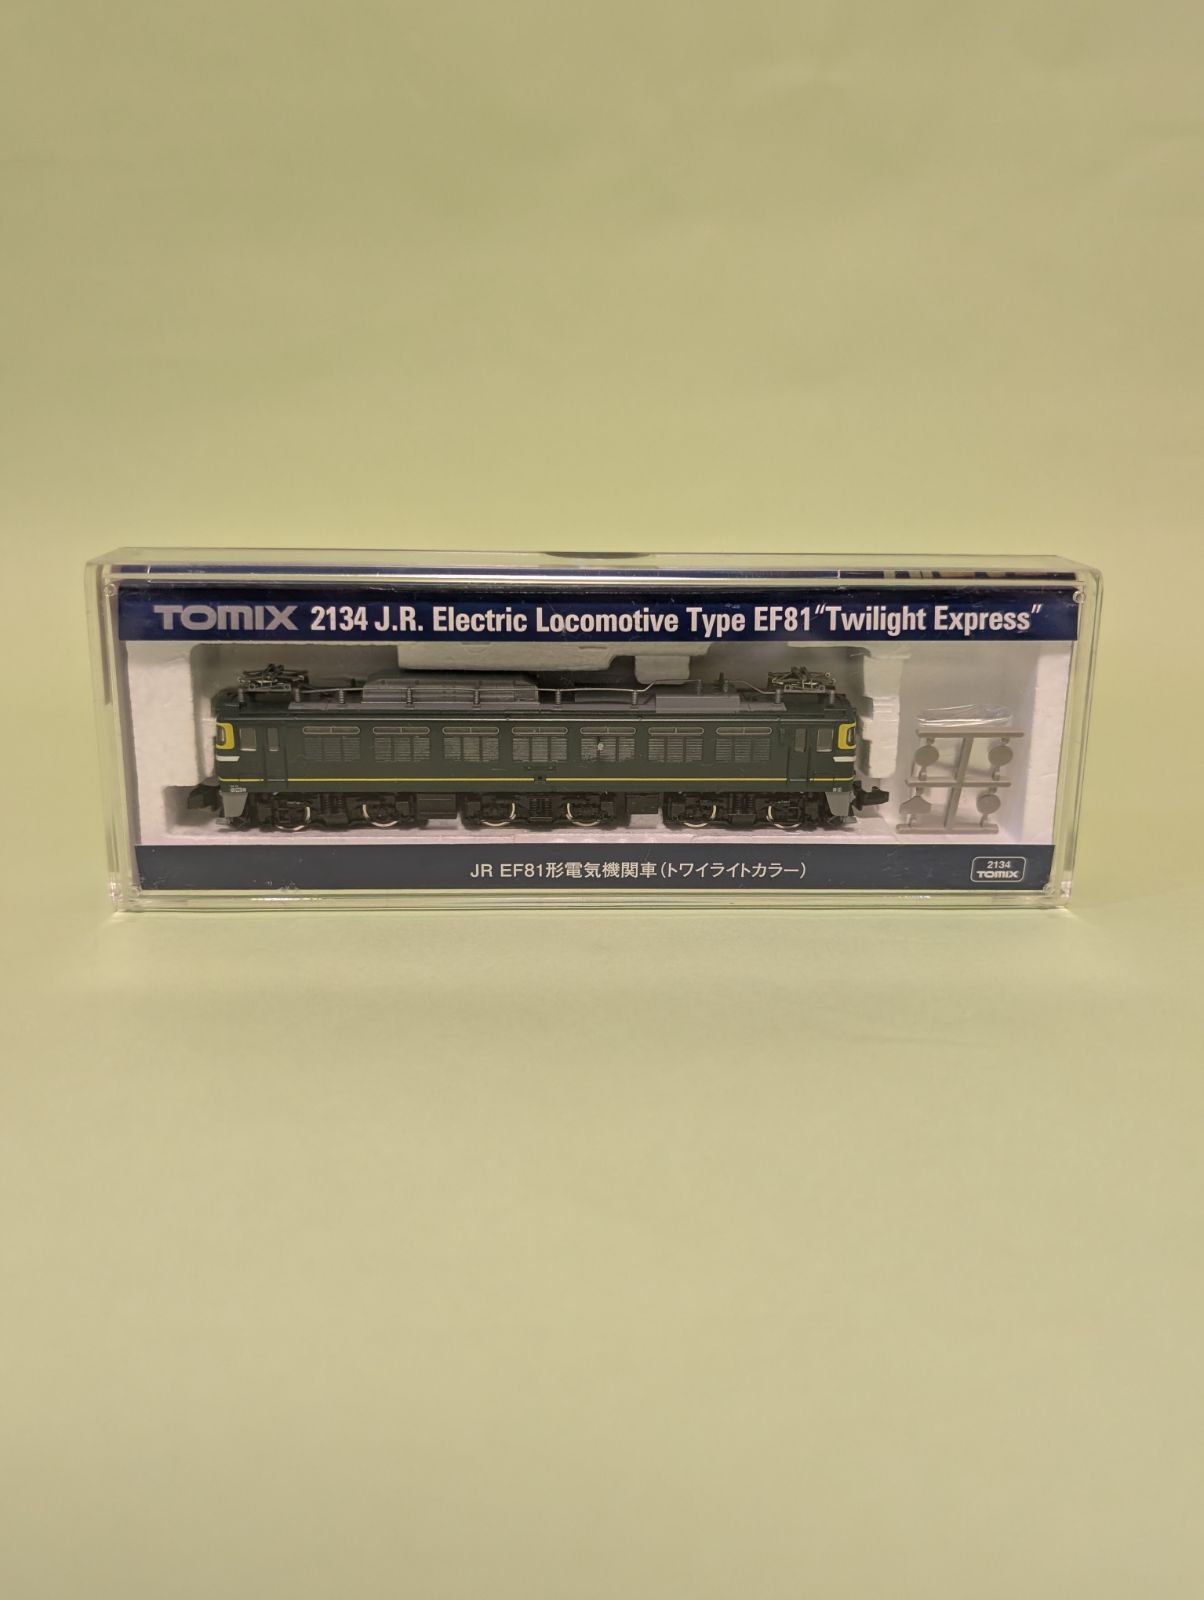 TOMIX 2134 J.R. Electric Locomotive Type EF81 “Twilight Express”
JR EF81形電気機関車(トワイライトカラー)
2134
TOMIX